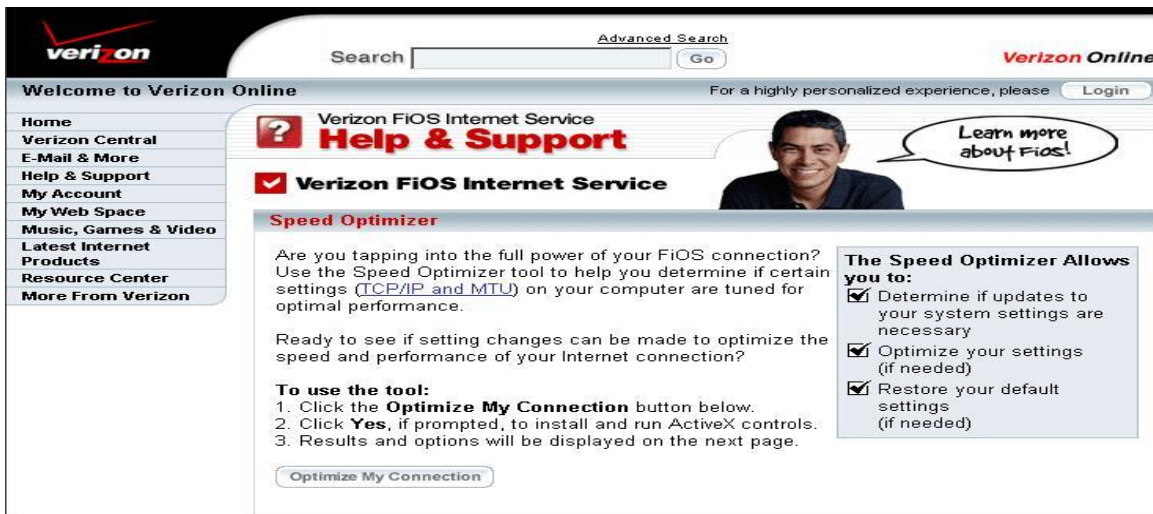 verizon
Advanced Search
Search
Go
Verizon Online
Welcome to Verizon Online
For a highly personalized experience, please
Login
Home
Verizon Central
E-Mail & More
Help & Support
My Account
My Web Space
Music, Games & Video
Latest Internet
Products
Resource Center
More From Verizon
?
Verizon FiOS Internet Service
Help & Support
Learn more
about FiOS!
Verizon FiOS Internet Service
Speed Optimizer
Are you tapping into the full power of your FiOS connection?
Use the Speed Optimizer tool to help you determine if certain
settings (TCP/IP and MTU) on your computer are tuned for
optimal performance.
Ready to see if setting changes can be made to optimize the
speed and performance of your Internet connection?
To use the tool:
1. Click the Optimize My Connection button below.
2. Click Yes, if prompted, to install and run ActiveX controls.
3. Results and options will be displayed on the next page.
Optimize My Connection
The Speed Optimizer Allows
you to:
Determine if updates to
your system settings are
necessary
Optimize your settings
(if needed)
Restore your default
settings
(if needed)